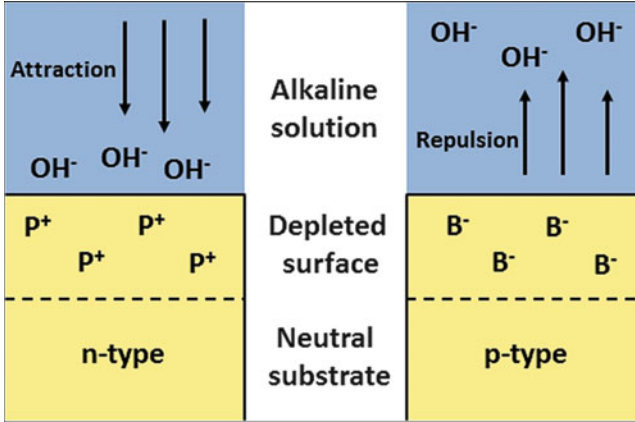 Attraction
OH⁻
OH⁻
OH⁻
P⁺
P⁺
P⁺
P⁺
n-type
Alkaline
solution
Depleted
surface
Neutral
substrate
OH⁻
OH⁻
OH⁻
Repulsion
B⁻
B⁻
B⁻
B⁻
p-type